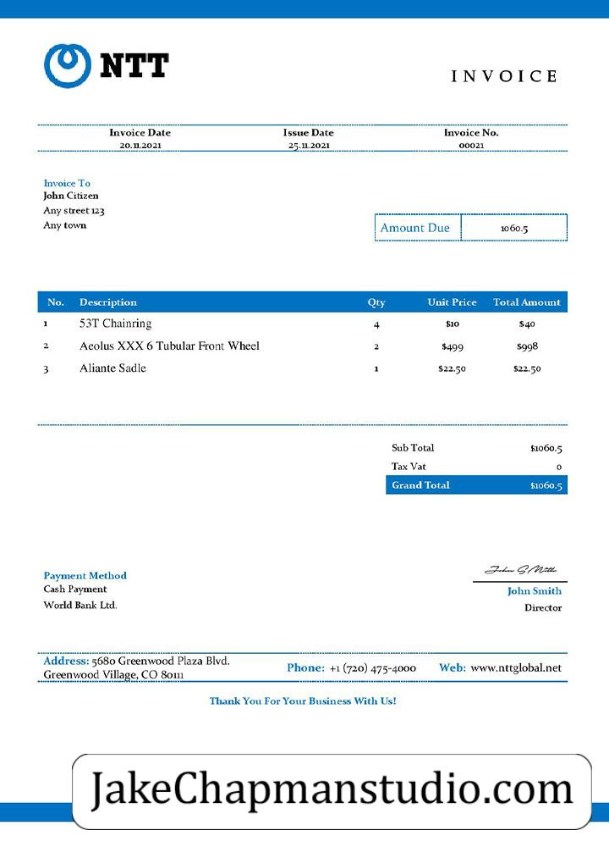 NTT
INVOICE
Invoice Date Issue Date Invoice No.
20.11.2021 25.11.2021 00021
Invoice To
John Citizen
Any street 123
Any town
Amount Due 1060.5
No. Description Qty Unit Price Total Amount
1 53T Chainring 4 $10 $40
2 Aeolus XXX 6 Tubular Front Wheel 2 $499 $998
3 Aliante Sadle 1 $22.50 $22.50
Sub Total $1060.5
Tax Vat 0
Grand Total $1060.5
Payment Method
Cash Payment
World Bank Ltd.
John Smith
Director
Address: 5680 Greenwood Plaza Blvd.
Greenwood Village, CO 80111
Phone: +1 (720) 475-4000 Web: www.nttglobal.net
Thank You For Your Business With Us!
JakeChapmanstudio.com